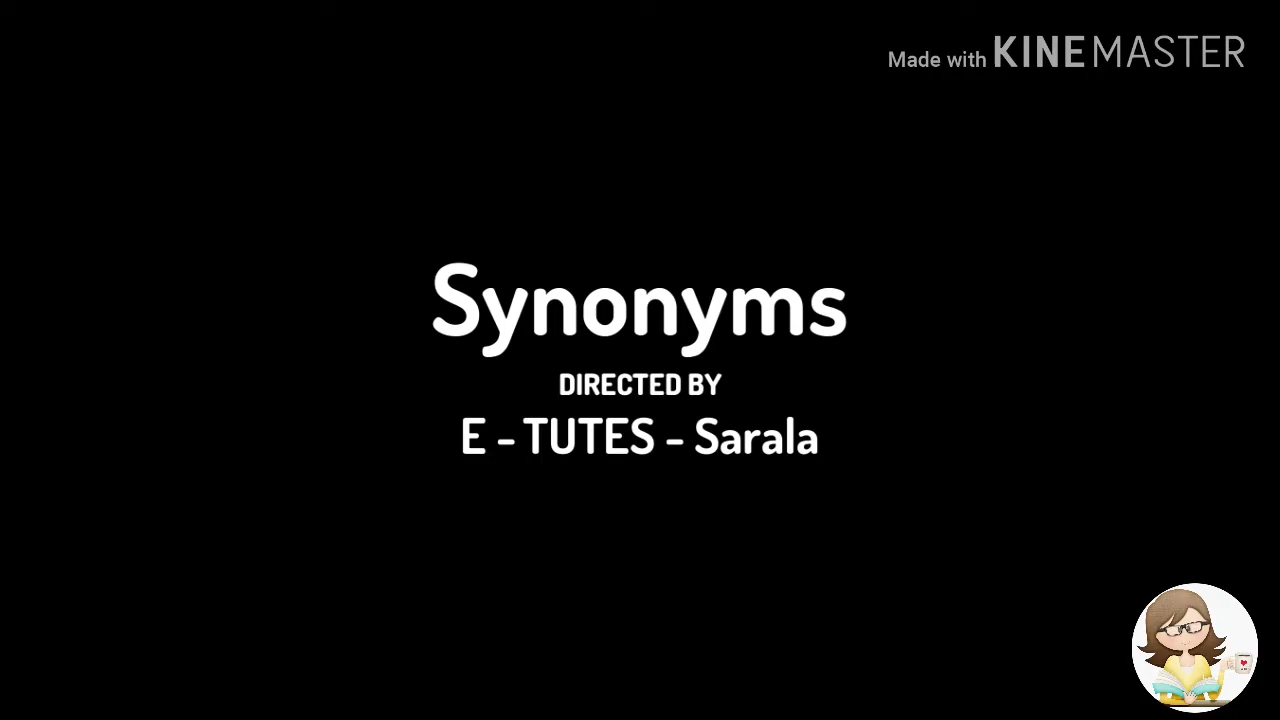 Made with KINEMASTER
Synonyms
DIRECTED BY
E - TUTES - Sarala